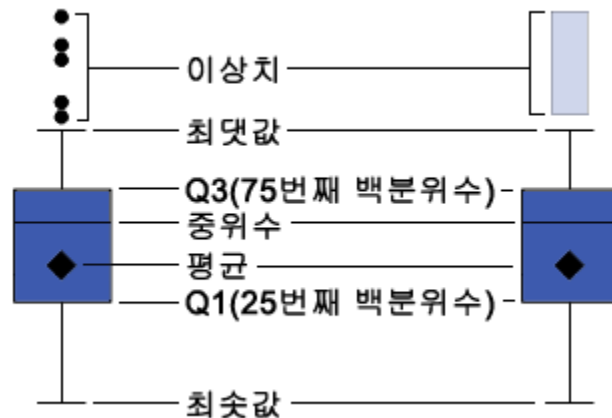 이상치
최댓값
Q3(75번째 백분위수)
중위수
평균
Q1(25번째 백분위수)
최솟값